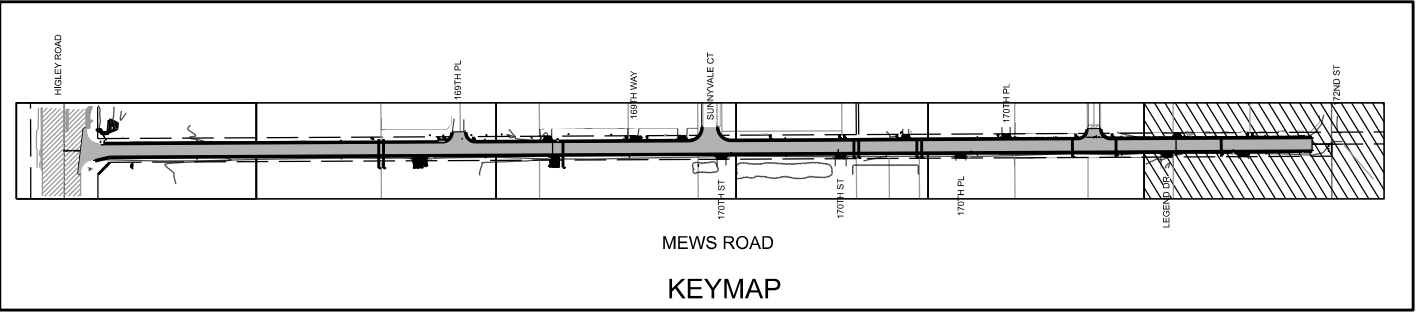 HIGLEY ROAD
169TH PL
169TH WAY
SUNNYVALE CT
170TH PL
72ND ST
170TH ST
170TH ST
170TH PL
LEGEND DR
MEWS ROAD
KEYMAP